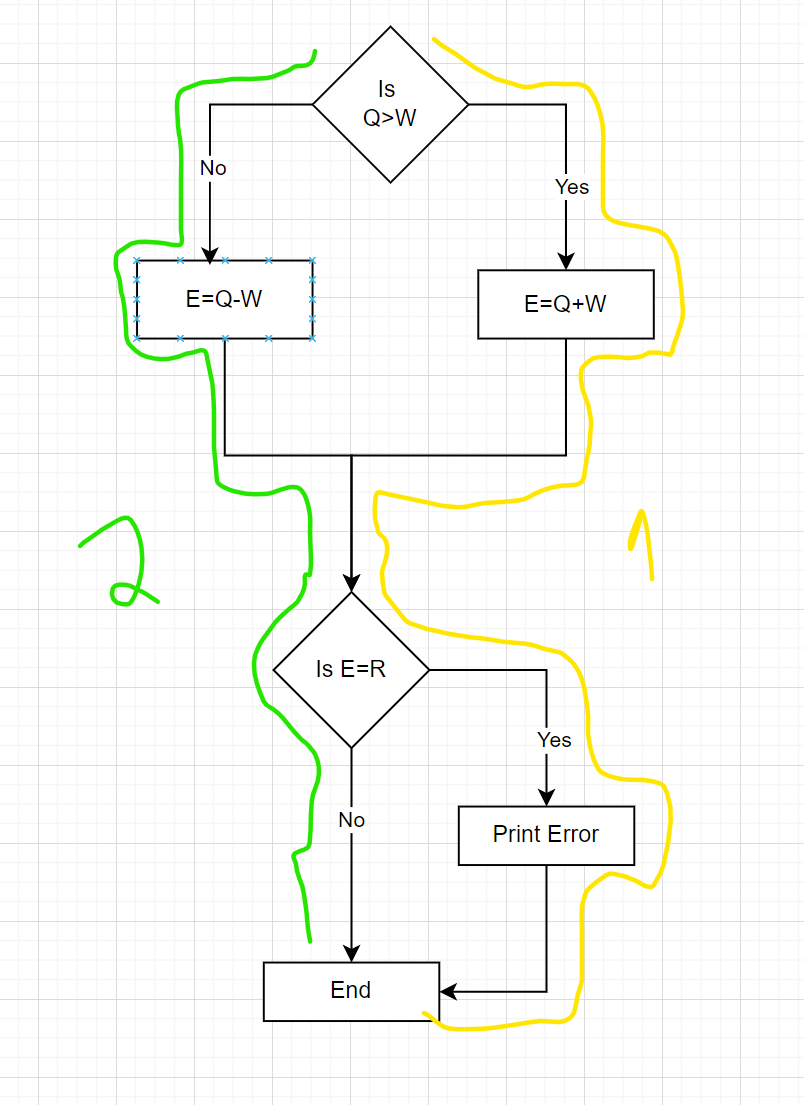 Is
Q>W
No
Yes
E=Q-W
E=Q+W
2
1
Is E=R
Yes
No
Print Error
End